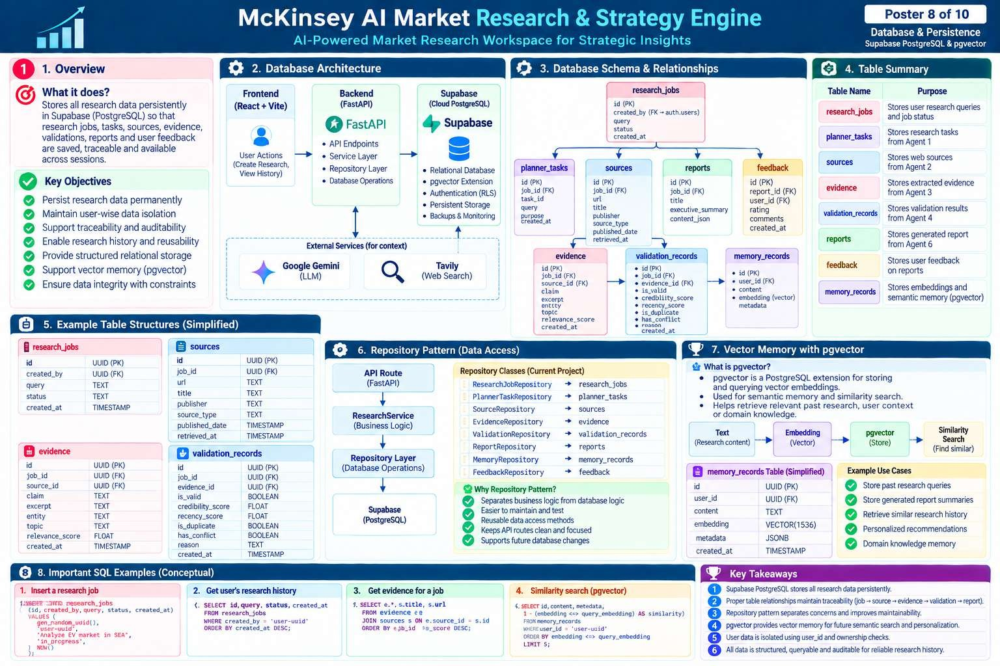 McKinsey AI Market Research & Strategy Engine
AI-Powered Market Research Workspace for Strategic Insights
Poster 8 of 10
Database & Persistence
Supabase PostgreSQL & pgvector
1
1. Overview
What it does?
Stores all research data persistently
in Supabase (PostgreSQL) so that
research jobs, tasks, sources, evidence,
validations, reports and user feedback
are saved, traceable and available
across sessions.
Key Objectives
Persist research data permanently
Maintain user-wise data isolation
Support traceability and auditability
Enable research history and reusability
Provide structured relational storage
Support vector memory (pgvector)
Ensure data integrity with constraints
2. Database Architecture
Frontend
(React + Vite)
User Actions
(Create Research,
View History)
Backend
(FastAPI)
FastAPI
• API Endpoints
• Service Layer
• Repository Layer
• Database Operations
Supabase
(Cloud PostgreSQL)
Supabase
• Relational Database
• pgvector Extension
• Authentication (RLS)
• Persistent Storage
• Backups & Monitoring
External Services (for context)
Google Gemini
(LLM)
Tavily
(Web Search)
3. Database Schema & Relationships
research_jobs
id (PK)
created_by (FK → auth.users)
query
status
created_at
planner_tasks
id (PK)
job_id (FK)
task_id
query
purpose
created_at
sources
id (PK)
job_id (FK)
url
title
publisher
source_type
published_date
retrieved_at
reports
id (PK)
job_id (FK)
title
executive_summary
content_json
feedback
id (PK)
report_id (FK)
user_id (FK)
rating
comments
created_at
evidence
id (PK)
job_id (FK)
source_id (FK)
claim
excerpt
entity
topic
relevance_score
created_at
validation_records
• id (PK)
• job_id (FK)
• evidence_id (FK)
• is_valid
• credbility_score
• recency_score
• is_duplicate
• has_conflict
• reason
created_at
memory_records
• id (PK)
• user_id (FK)
• content
• embedding (vector)
metadata
4. Table Summary
Table Name Purpose
research_jobs Stores user research queries
and job status
planner_tasks Stores research tasks
from Agent 1
sources Stores web sources
from Agent 2
evidence Stores extracted evidence
from Agent 3
validation_records Stores validation results
from Agent 4
reports Stores generated report
from Agent 6
feedback Stores user feedback
on reports
memory_records Stores embeddings and
semantic memory (pgvector)
5. Example Table Structures (Simplified)
research_jobs
id UUID (PK)
created_by UUID (FK)
query TEXT
status TEXT
created_at TIMESTAMP
sources
id UUID (PK)
job_id UUID (FK)
url TEXT
title TEXT
publisher TEXT
source_type TEXT
published_date TIMESTAMP
retrieved_at TIMESTAMP
evidence
id UUID (PK)
job_id UUID (FK)
source_id UUID (FK)
claim TEXT
excerpt TEXT
entity TEXT
topic TEXT
relevance_score FLOAT
created_at TIMESTAMP
validation_records
id UUID (PK)
job_id UUID (FK)
evidence_id UUID (FK)
is_valid BOOLEAN
credibility_score FLOAT
recency_score FLOAT
is_duplicate BOOLEAN
has_conflict BOOLEAN
reason TEXT
created_at TIMESTAMP
6. Repository Pattern (Data Access)
API Route
(FastAPI)
ResearchService
(Business Logic)
Repository Layer
(Database Operations)
Supabase
(PostgreSQL)
Repository Classes (Current Project)
ResearchJobRepository → research_jobs
PlannerTaskRepository → planner_tasks
SourceRepository → sources
EvidenceRepository → evidence
ValidationRepository → validation_records
ReportRepository → reports
MemoryRepository → memory_records
FeedbackRepository → feedback
Why Repository Pattern?
Separates business logic from database logic
Easier to maintain and test
Reusable data access methods
Keeps API routes clean and focused
Supports future database changes
7. Vector Memory with pgvector
What is pgvector?
• pgvector is a PostgreSQL extension for storing
and querying vector embeddings.
• Used for semantic memory and similarity search.
• Helps retrieve relevant past research, user context
or domain knowledge.
Text
(Research content)
Embedding
(Vector)
pgvector
(Store)
Similarity
Search
(Find similar)
memory_records Table (Simplified)
id UUID (PK)
user_id UUID (FK)
content TEXT
embedding VECTOR(1536)
metadata JSONB
created_at TIMESTAMP
Example Use Cases
Store past research queries
Store generated report summaries
Retrieve similar research history
Personalized recommendations
Domain knowledge memory
8
8. Important SQL Examples (Conceptual)
1. Insert a research job
research_jobs
(id, created_by, query, status, created_at)
VALUES (
gen_random_uuid(),
'user-uuid'
'Analyze EV market in SEA'
'in_progress',
NOW()
);
2. Get user's research history
SELECT id, query, status, created_at
FROM research_jobs
WHERE created_by = 'user-uuid'
ORDER BY created_at DESC;
3. Get evidence for a job
SELECT e.*, s.title, s.url
FROM evidence
JOIN sources s ON e.source_id = s.id
ORDER BY _score DESC;
4. Similarity search (pgvector)
SELECT id, content, metadata,
1 - (embedding <=> query_embedding) AS similarity)
FROM memory_records
WHERE user_id = 'user-uuid'
ORDER BY embedding <=> query_embedding
LIMIT 5;
Key Takeaways
1 Supabase PostgreSQL stores all research data persistently.
2 Proper table relationships maintain traceability (job → source → evidence → validation → report).
3 Repository pattern separates concerns and improves maintainability.
4 pgvector provides vector memory for future semantic search and personalization.
5 User data is isolated using user_id and ownership checks.
6 All data is structured, queryable and auditable for reliable research history.